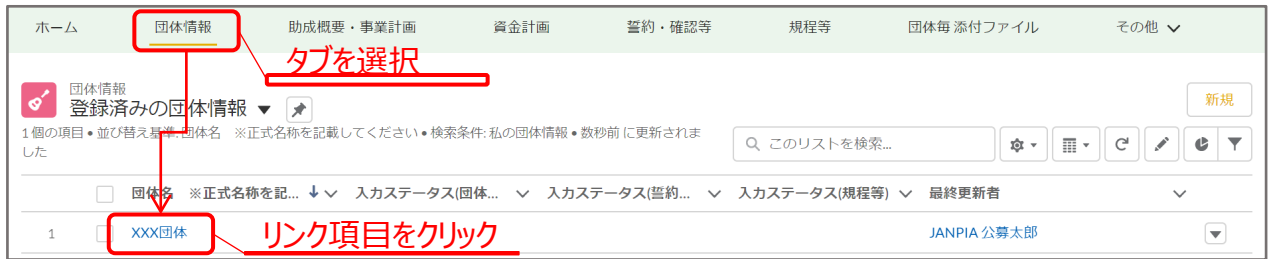 ホーム 団体情報 助成概要・事業計画 資金計画 誓約・確認等 規程等 団体毎 添付ファイル その他
タブを選択
団体情報
登録済みの団体情報
新規
1個の項目 • 並び替え基準: 団体名 ※正式名称を記載してください • 検索条件: 私の団体情報 • 数秒前 に更新されま
した
このリストを検索...
団体名 ※正式名称を記... 入力ステータス(団体... 入力ステータス(誓約... 入力ステータス(規程等) 最終更新者
1 XXX団体 JANPIA 公募太郎
リンク項目をクリック